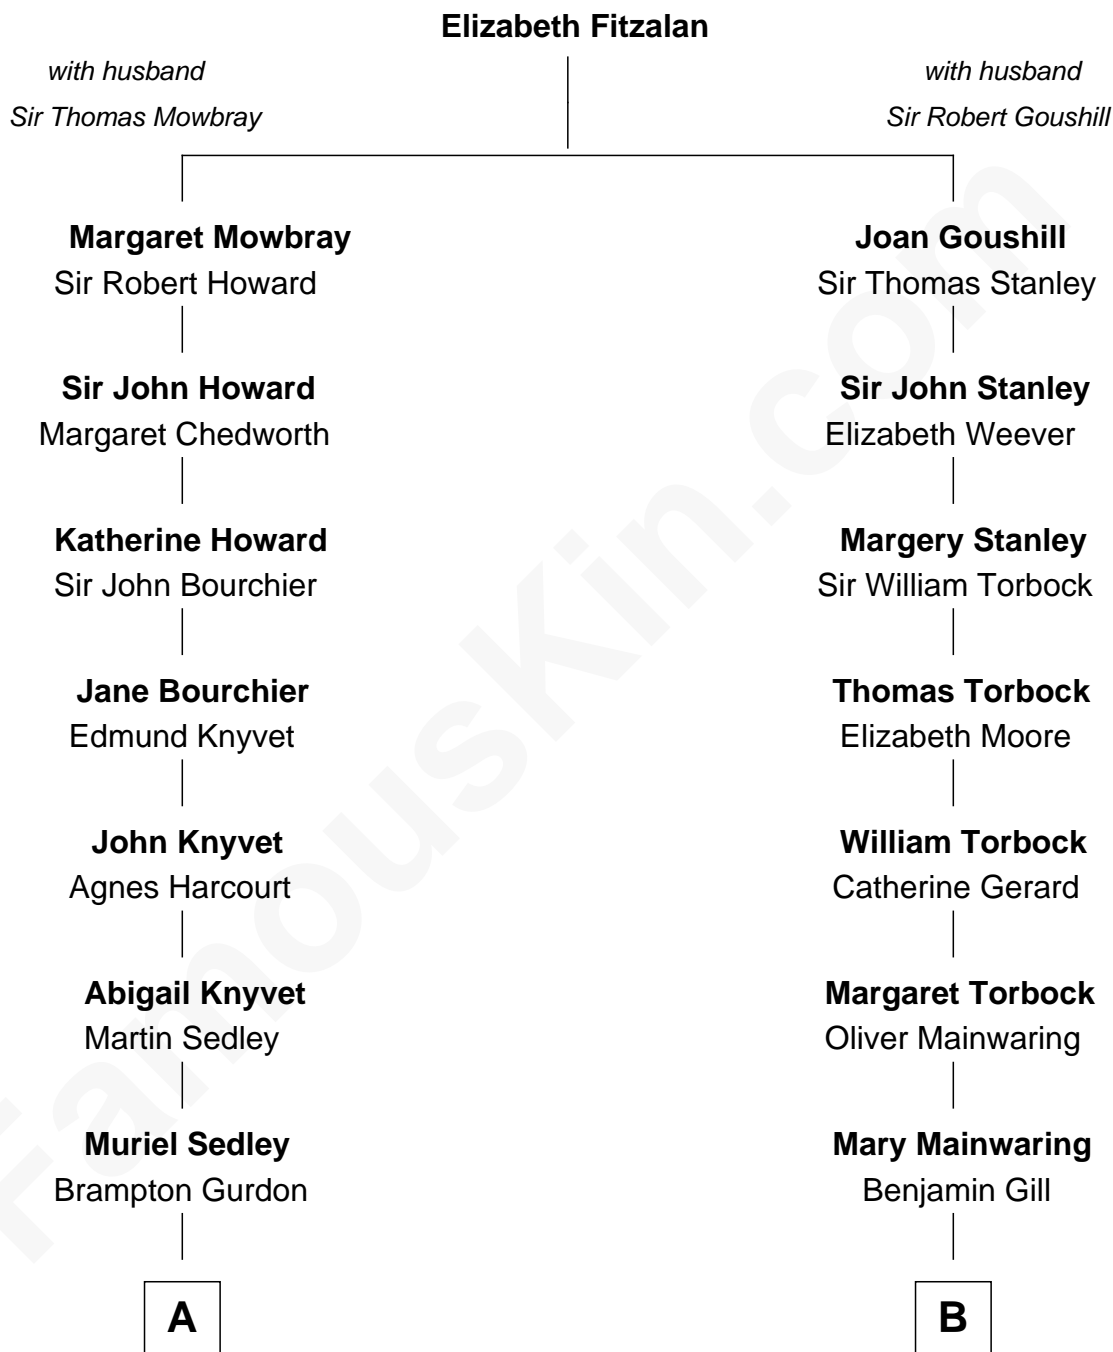 Elizabeth Fitzalan
with husband
Sir Thomas Mowbray
with husband
Sir Robert Goushill
Margaret Mowbray
Sir Robert Howard
Joan Goushill
Sir Thomas Stanley
Sir John Howard
Margaret Chedworth
Sir John Stanley
Elizabeth Weever
Katherine Howard
Sir John Bourchier
Margery Stanley
Sir William Torbock
Jane Bourchier
Edmund Knyvet
Thomas Torbock
Elizabeth Moore
John Knyvet
Agnes Harcourt
William Torbock
Catherine Gerard
Abigail Knyvet
Martin Sedley
Margaret Torbock
Oliver Mainwaring
Muriel Sedley
Brampton Gurdon
Mary Mainwaring
Benjamin Gill
A
B
FamousKin.com